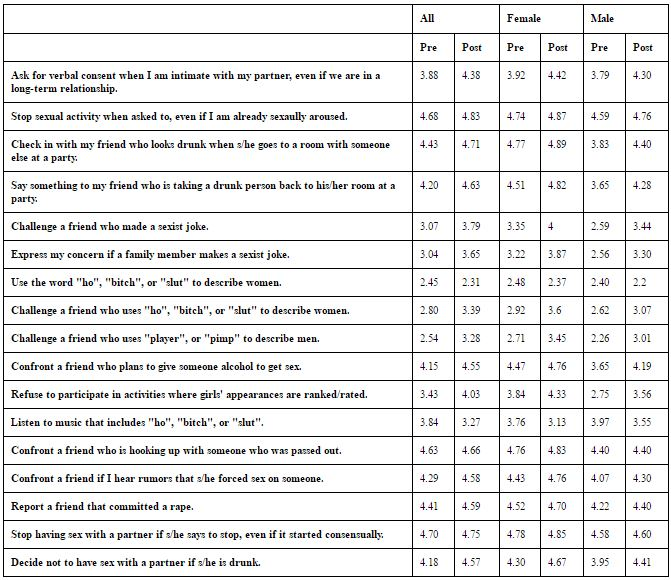 All Female Male
Pre Post Pre Post Pre Post
Ask for verbal consent when I am intimate with my partner, even if we are in a 3.88 4.38 3.92 4.42 3.79 4.30
long-term relationship.
Stop sexual activity when asked to, even if I am already sexaully aroused. 4.68 4.83 4.74 4.87 4.59 4.76
Check in with my friend who looks drunk when s/he goes to a room with someone 4.43 4.71 4.77 4.89 3.83 4.40
else at a party.
Say something to my friend who is taking a drunk person back to his/her room at a 4.20 4.63 4.51 4.82 3.65 4.28
party.
Challenge a friend who made a sexist joke. 3.07 3.79 3.35 4 2.59 3.44
Express my concern if a family member makes a sexist joke. 3.04 3.65 3.22 3.87 2.56 3.30
Use the word "ho", "bitch", or "slut" to describe women. 2.45 2.31 2.48 2.37 2.40 2.2
Challenge a friend who uses "ho", "bitch", or "slut" to describe women. 2.80 3.39 2.92 3.6 2.62 3.07
Challenge a friend who uses "player", or "pimp" to describe men. 2.54 3.28 2.71 3.45 2.26 3.01
Confront a friend who plans to give someone alcohol to get sex. 4.15 4.55 4.47 4.76 3.65 4.19
Refuse to participate in activities where girls' appearances are ranked/rated. 3.43 4.03 3.84 4.33 2.75 3.56
Listen to music that includes "ho", "bitch", or "slut". 3.84 3.27 3.76 3.13 3.97 3.55
Confront a friend who is hooking up with someone who was passed out. 4.63 4.66 4.76 4.83 4.40 4.40
Confront a friend if I hear rumors that s/he forced sex on someone. 4.29 4.58 4.43 4.76 4.07 4.30
Report a friend that committed a rape. 4.41 4.59 4.52 4.70 4.22 4.40
Stop having sex with a partner if s/he says to stop, even if it started consensually. 4.70 4.75 4.78 4.85 4.58 4.60
Decide not to have sex with a partner if s/he is drunk. 4.18 4.57 4.30 4.67 3.95 4.41